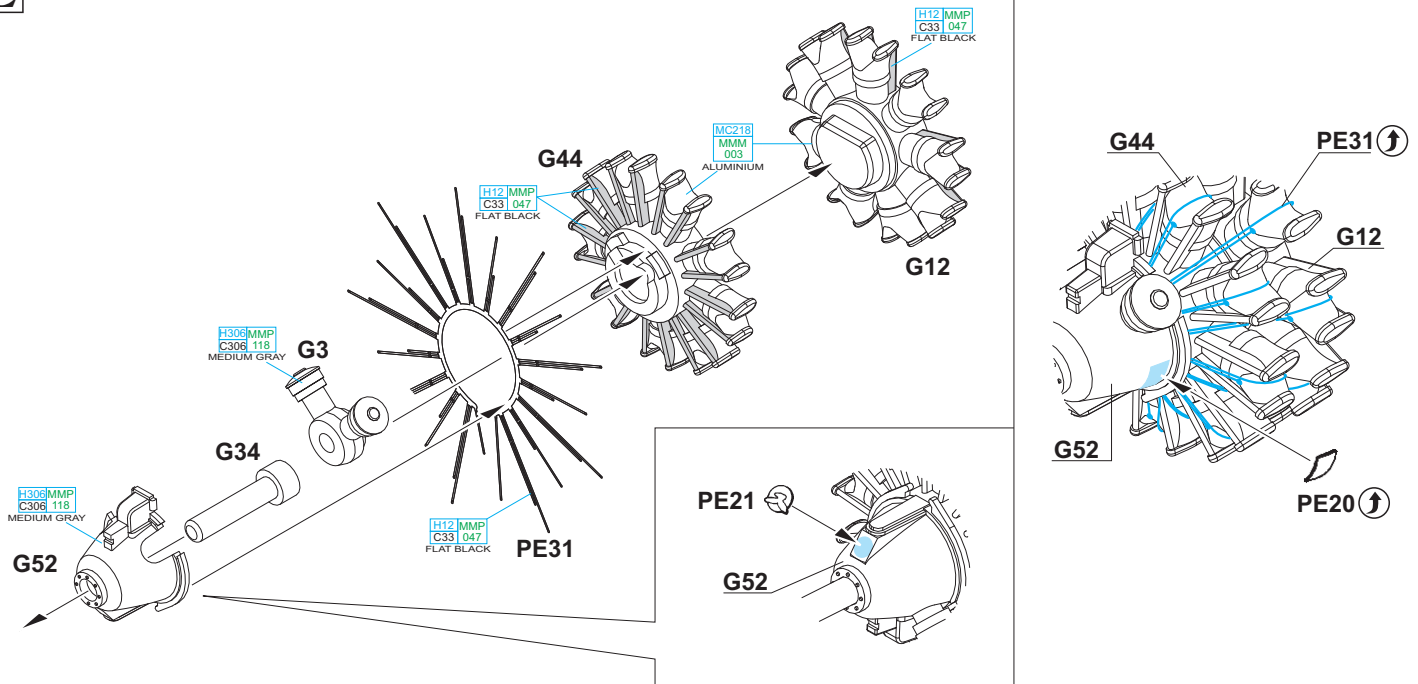 H12 MMP
C33 047
FLAT BLACK
MC218
MMM
003
ALUMINIUM
G44
H12 MMP
C33 047
FLAT BLACK
G12
H306 MMP
C306 118
MEDIUM GRAY
G3
G34
H306 MMP
C306 118
MEDIUM GRAY
G52
H12 MMP
C33 047
FLAT BLACK
PE31
PE21
G52
G44
PE31
G12
G52
PE20